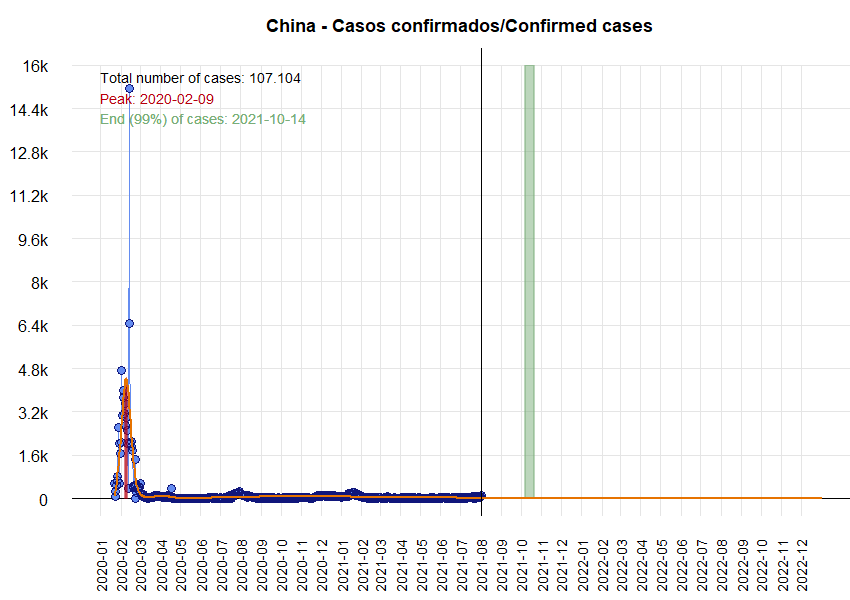 China - Casos confirmados/Confirmed cases
16k
Total number of cases: 107.104
Peak: 2020-02-09
14.4k
End (99%) of cases: 2021-10-14
12.8k
11.2k
9.6k
8k
6.4k
4.8k
3.2k
1.6k
0
2020-01
2020-02
2020-03
2020-04
2020-05
2020-06
2020-07
2020-08
2020-09
2020-10
2020-11
2020-12
2021-01
2021-02
2021-03
2021-04
2021-05
2021-06
2021-07
2021-08
2021-09
2021-10
2021-11
2021-12
2022-01
2022-02
2022-03
2022-04
2022-05
2022-06
2022-07
2022-08
2022-09
2022-10
2022-11
2022-12